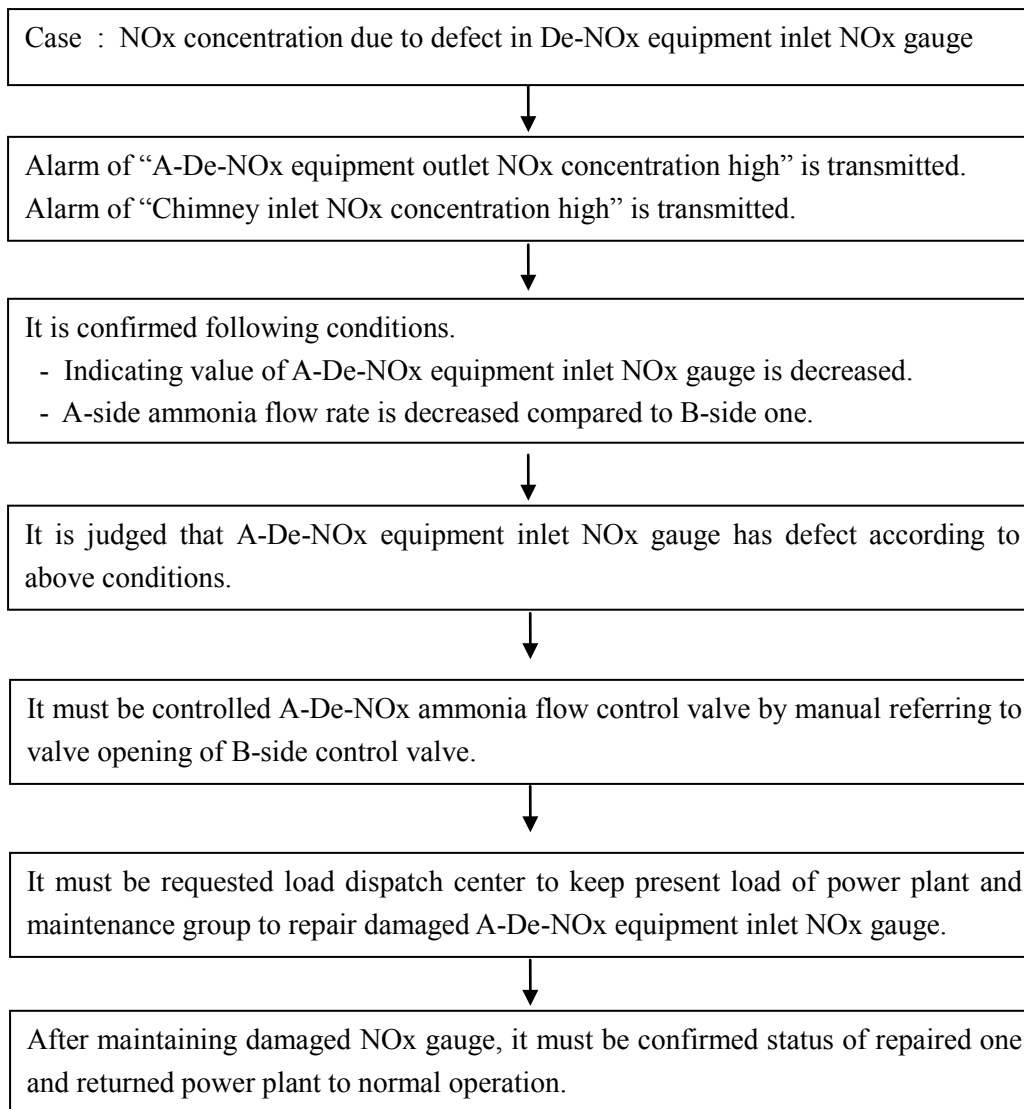 Case : NOx concentration due to defect in De-NOx equipment inlet NOx gauge
Alarm of “A-De-NOx equipment outlet NOx concentration high” is transmitted.
Alarm of “Chimney inlet NOx concentration high” is transmitted.
It is confirmed following conditions.
- Indicating value of A-De-NOx equipment inlet NOx gauge is decreased.
- A-side ammonia flow rate is decreased compared to B-side one.
It is judged that A-De-NOx equipment inlet NOx gauge has defect according to
above conditions.
It must be controlled A-De-NOx ammonia flow control valve by manual referring to
valve opening of B-side control valve.
It must be requested load dispatch center to keep present load of power plant and
maintenance group to repair damaged A-De-NOx equipment inlet NOx gauge.
After maintaining damaged NOx gauge, it must be confirmed status of repaired one
and returned power plant to normal operation.